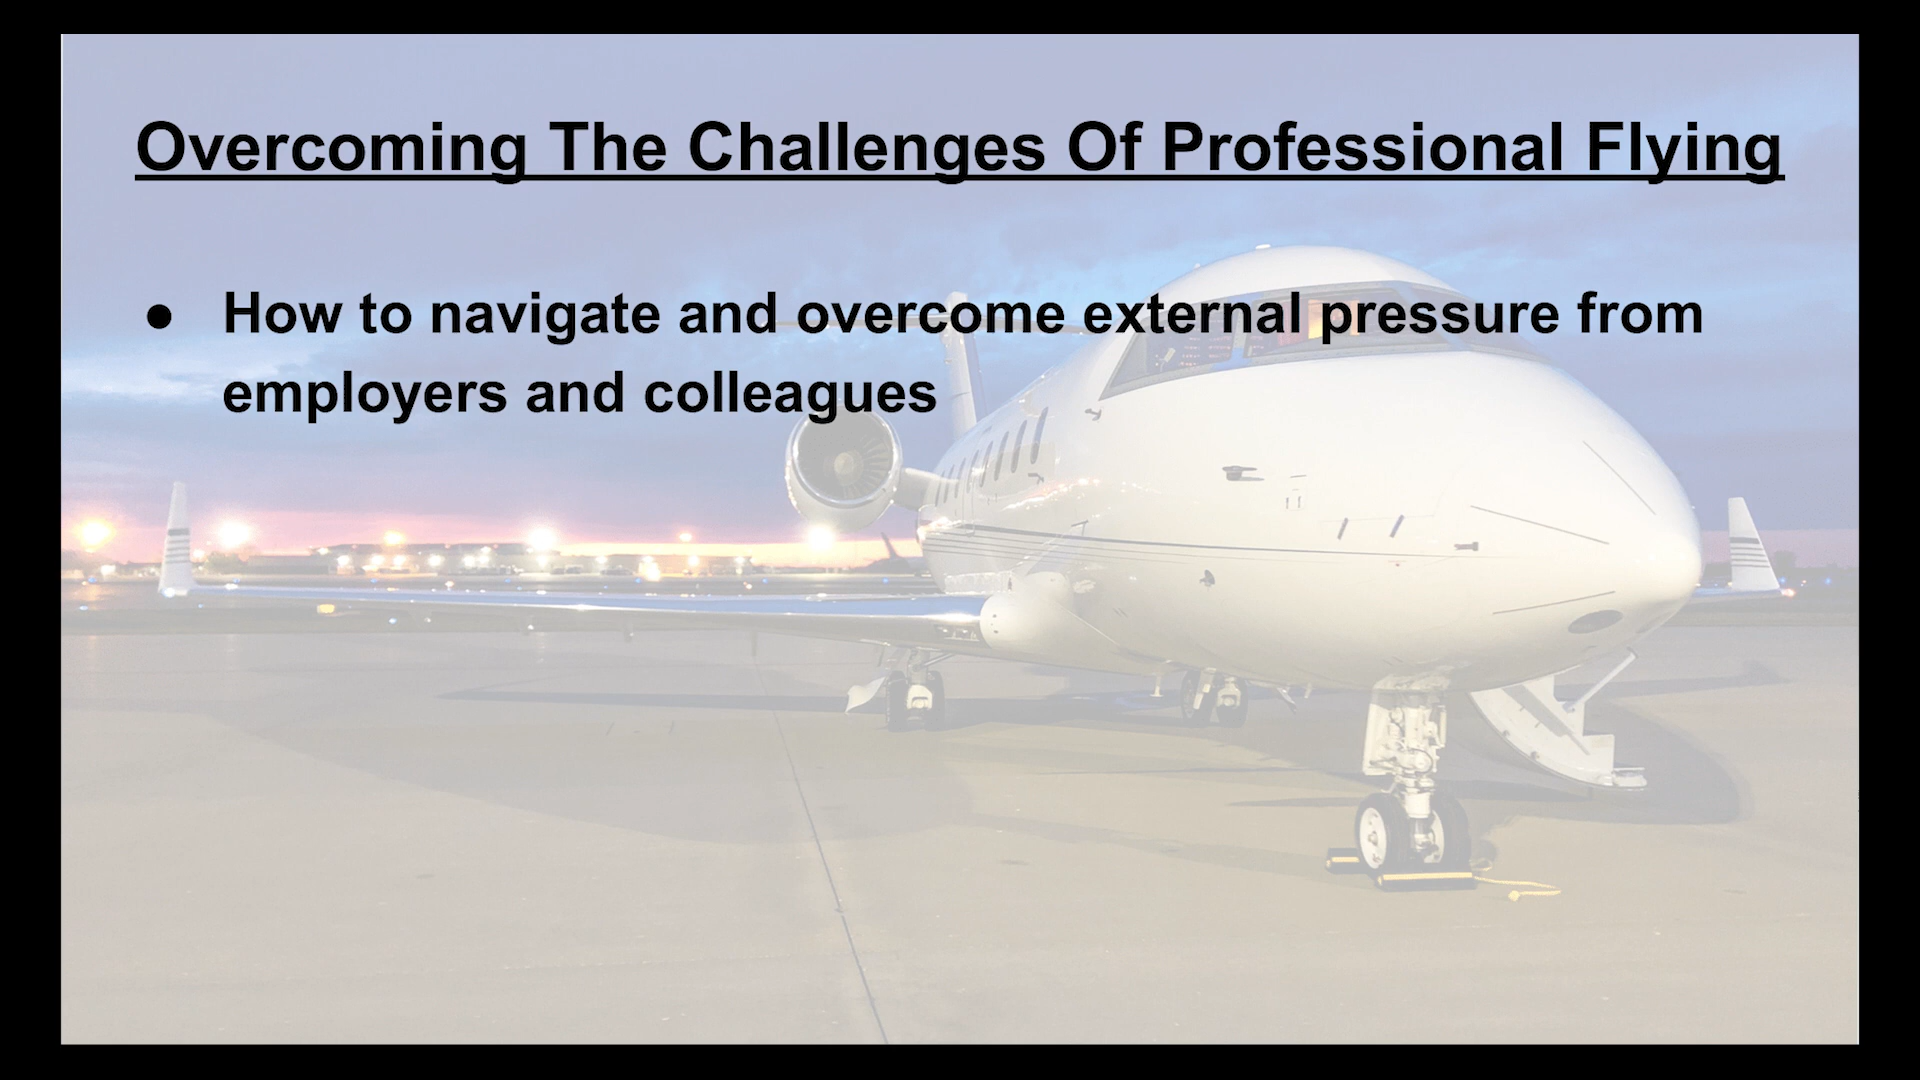 Overcoming The Challenges Of Professional Flying
● How to navigate and overcome external pressure from
employers and colleagues